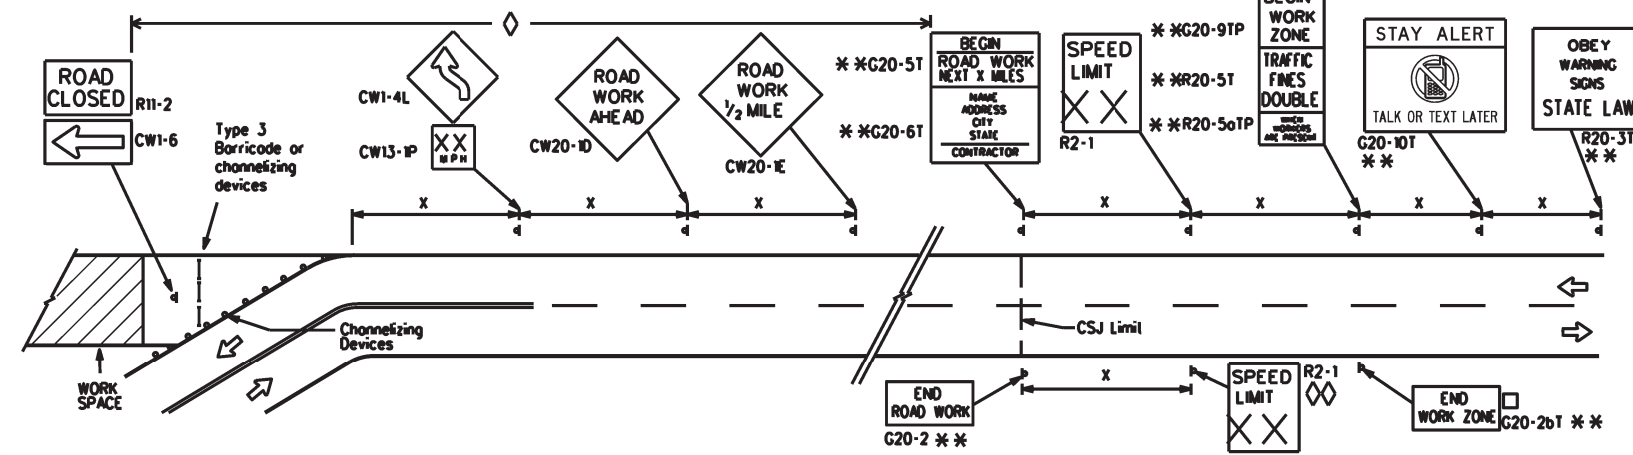 ROAD
CLOSED
R11-2
CW1-6
Type 3
Barricade or
channelizing
devices
CW1-4L
XX
MPH
CW13-1P
ROAD
WORK
AHEAD
CW20-1D
ROAD
WORK
1/2 MILE
CW20-1E
* *G20-5T
* *G20-6T
BEGIN
ROAD WORK
NEXT X MILES
NAME
ADDRESS
CITY
STATE
CONTRACTOR
SPEED
LIMIT
X X
R2-1
* *G20-9TP
* *R20-5T
* *R20-5aTP
BEGIN
WORK
ZONE
TRAFFIC
FINES
DOUBLE
WHEN
WORKERS
ARE PRESENT
STAY ALERT
TALK OR TEXT LATER
G20-10T
* *
OBEY
WARNING
SIGNS
STATE LAW
R20-3T
* *
X X X X X X X
Channelizing
Devices
CSJ Limit
WORK
SPACE
X
END
ROAD WORK
G20-2 * *
SPEED
LIMIT
X X
R2-1
END
WORK ZONE
G20-2bT * *